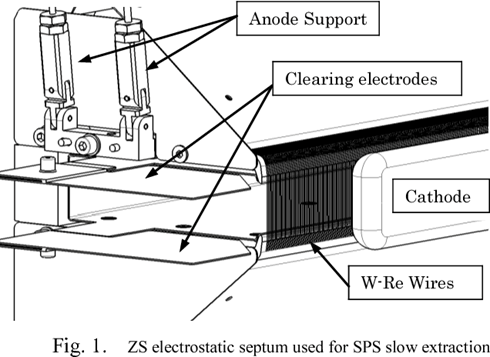 Anode Support
Clearing electrodes
Cathode
W-Re Wires
Fig. 1. ZS electrostatic septum used for SPS slow extraction